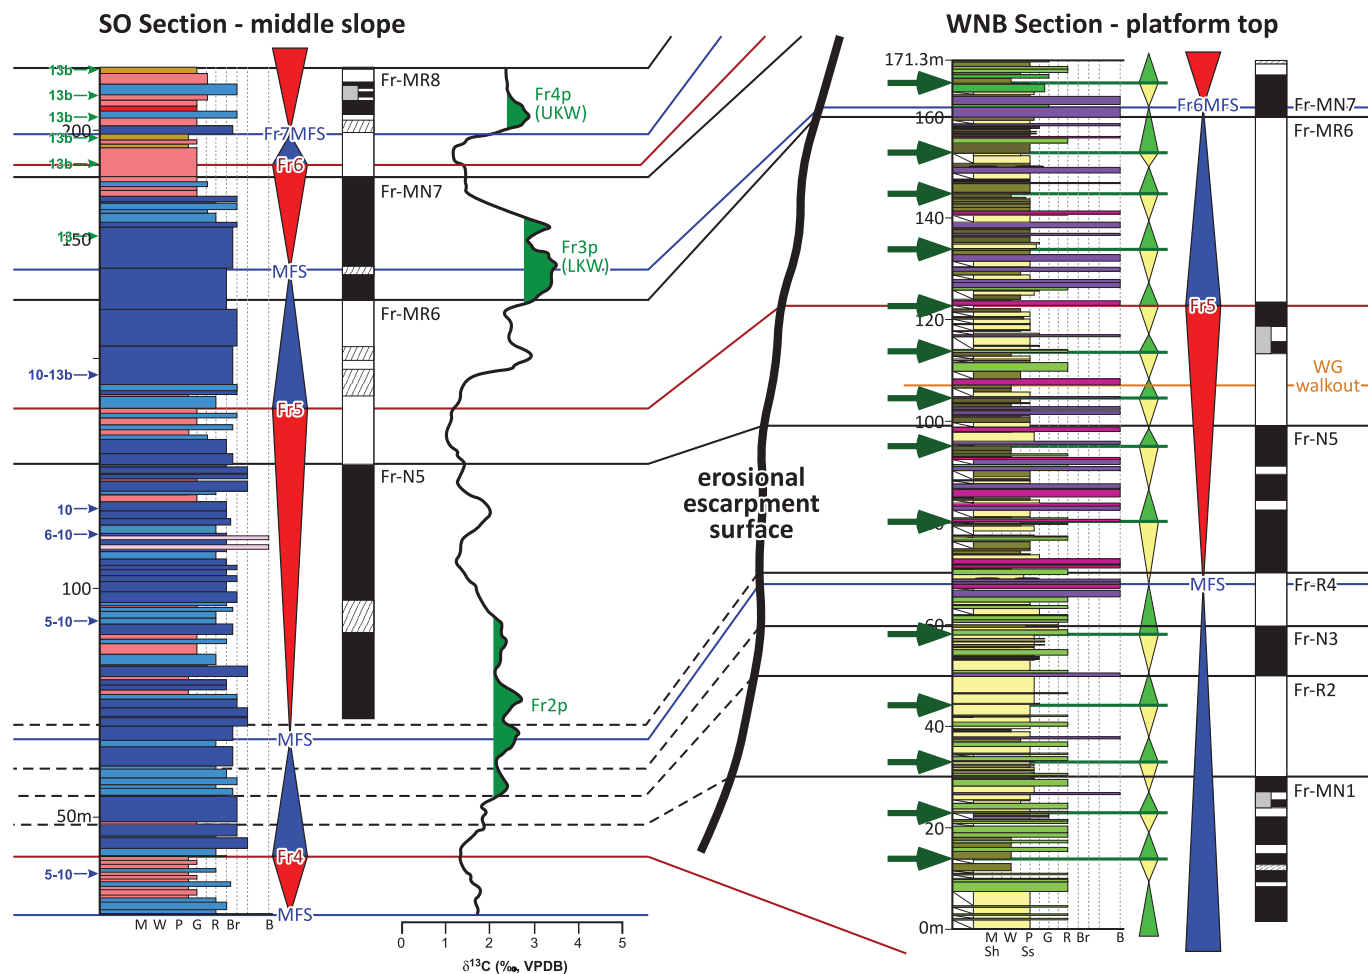 SO Section - middle slope
WNB Section - platform top
13b
13b
13b
13b
13b
13
10-13b
10
6-10
5-10
5-10
200
150
100
50m
M W P G R Br B
Fr7MFS
Fr6
MFS
Fr5
MFS
Fr4
MFS
Fr-MR8
Fr-MN7
Fr-MR6
Fr-N5
Fr4p
(UKW)
Fr3p
(LKW)
Fr2p
0 1 2 3 4 5
δ13C (‰, VPDB)
erosional
escarpment
surface
171.3m
160
140
120
100
40
20
0m
M W P G R Br B
Sh Ss
Fr6MFS
Fr5
MFS
WG
walkout
Fr-MN7
Fr-MR6
Fr-N5
Fr-R4
Fr-N3
Fr-R2
Fr-MN1